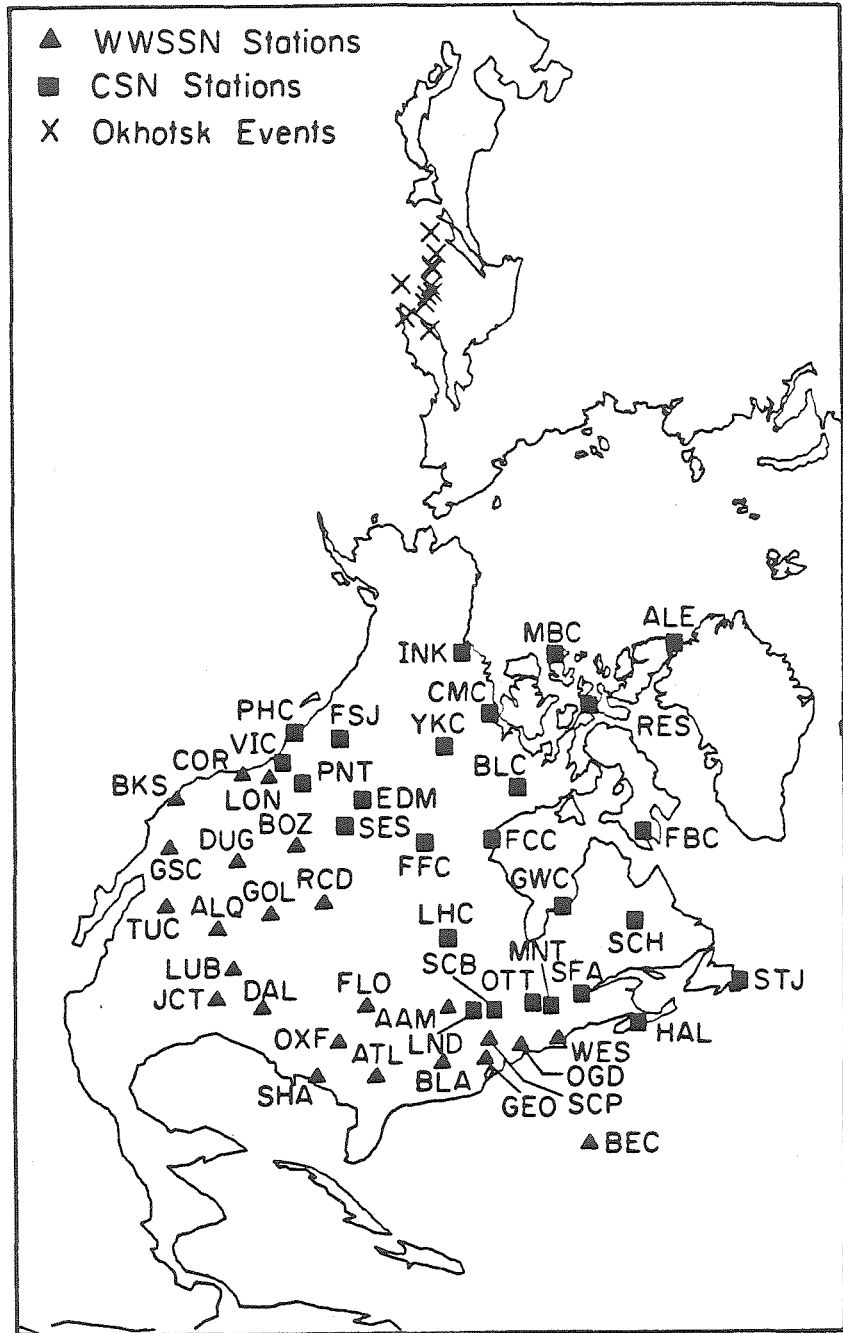 WWSSN Stations
CSN Stations
Okhotsk Events
ALE
MBC
INK
CMC
RES
PHC
FSJ
YKC
VIC
COR
BLC
PNT
BKS
LON
EDM
BOZ
SES
DUG
FCC
FBC
GSC
FFC
RCD
GWC
GOL
ALQ
TUC
LHC
SCH
MNT
SCB
SFA
OTT
LUB
STJ
DAL
FLO
JCT
AAM
HAL
OXF
LND
WES
ATL
OGD
SHA
BLA
GEO
SCP
BEC